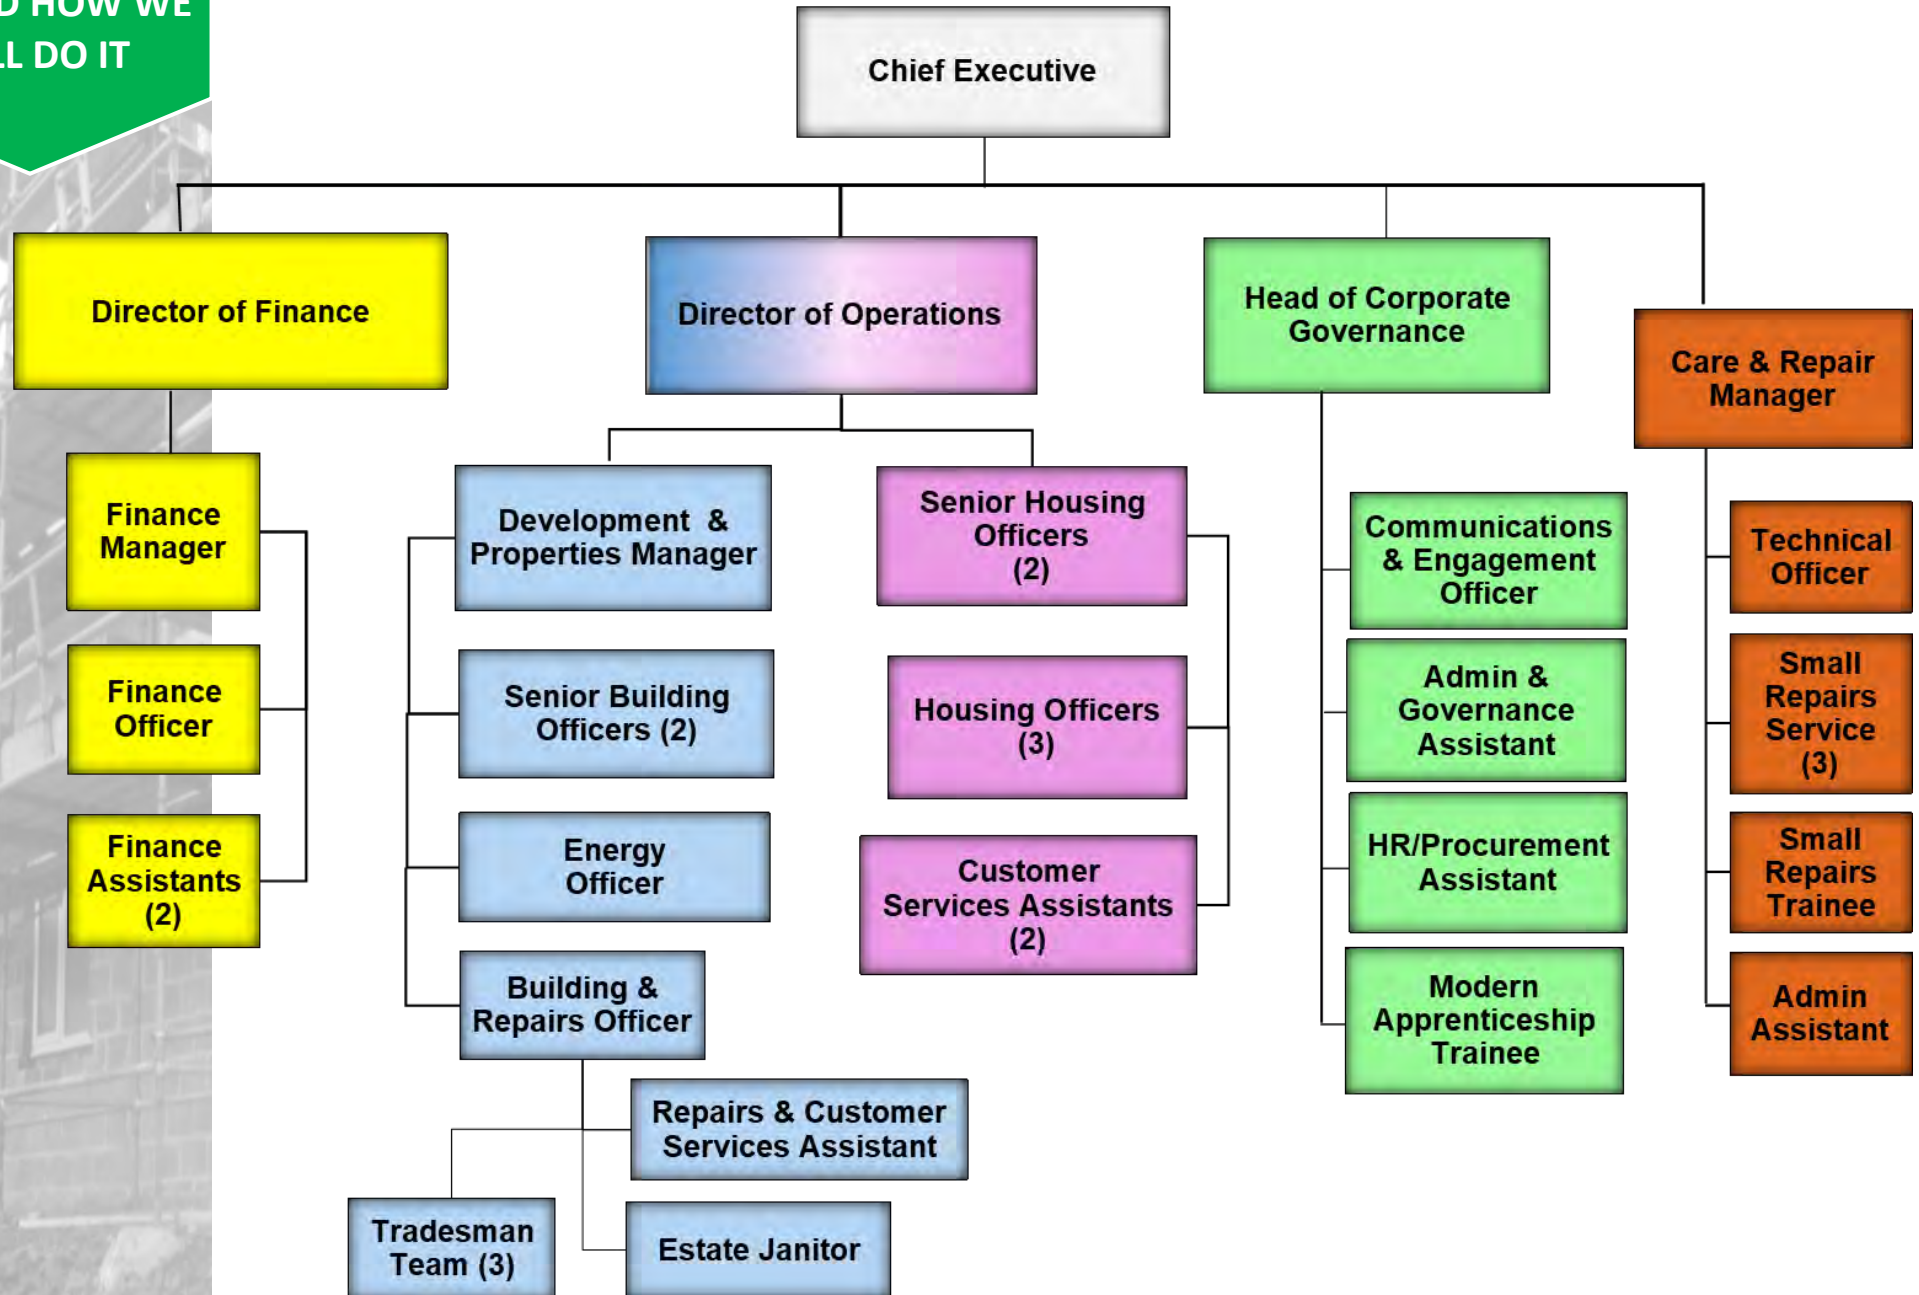 HOW WE
DO IT
Chief Executive
Director of Finance
Director of Operations
Head of Corporate
Governance
Care & Repair
Manager
Finance
Manager
Finance
Officer
Finance
Assistants
(2)
Development &
Properties Manager
Senior Building
Officers (2)
Energy
Officer
Building &
Repairs Officer
Repairs & Customer
Services Assistant
Tradesman
Team (3)
Estate Janitor
Senior Housing
Officers
(2)
Housing Officers
(3)
Customer
Services Assistants
(2)
Communications
& Engagement
Officer
Admin &
Governance
Assistant
HR/Procurement
Assistant
Modern
Apprenticeship
Trainee
Technical
Officer
Small
Repairs
Service
(3)
Small
Repairs
Trainee
Admin
Assistant